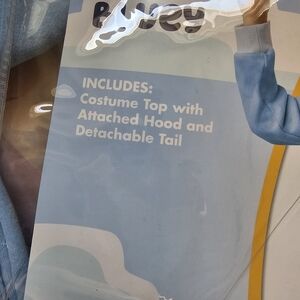 INCLUDES:
Costume Top with
Attached Hood and
Detachable Tail